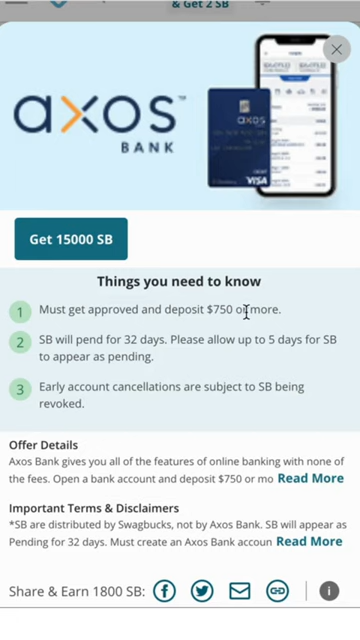 & Get 2 SB
axos™
BANK
axos
VISA
Get 15000 SB
Things you need to know
1 Must get approved and deposit $750 or more.
2 SB will pend for 32 days. Please allow up to 5 days for SB
to appear as pending.
3 Early account cancellations are subject to SB being
revoked.
Offer Details
Axos Bank gives you all of the features of online banking with none of
the fees. Open a bank account and deposit $750 or mo Read More
Important Terms & Disclaimers
*SB are distributed by Swagbucks, not by Axos Bank. SB will appear as
Pending for 32 days. Must create an Axos Bank accoun Read More
Share & Earn 1800 SB: